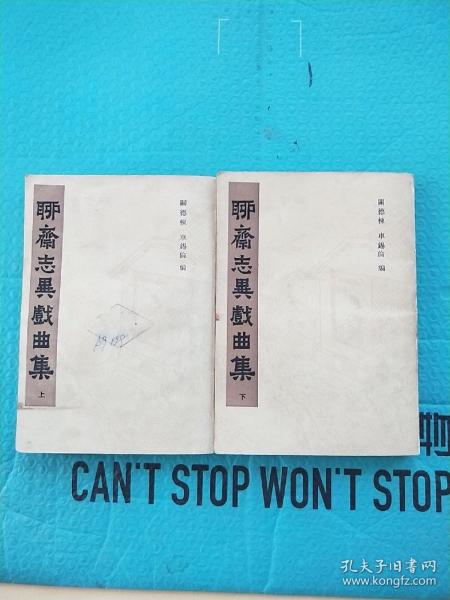 聊齋志異戲曲集
上
關德棟 車錫倫 編
聊齋志異戲曲集
下
關德棟 車錫倫 編
物
CAN'T STOP WON'T STOP
孔夫子旧书网
www.kongfz.com